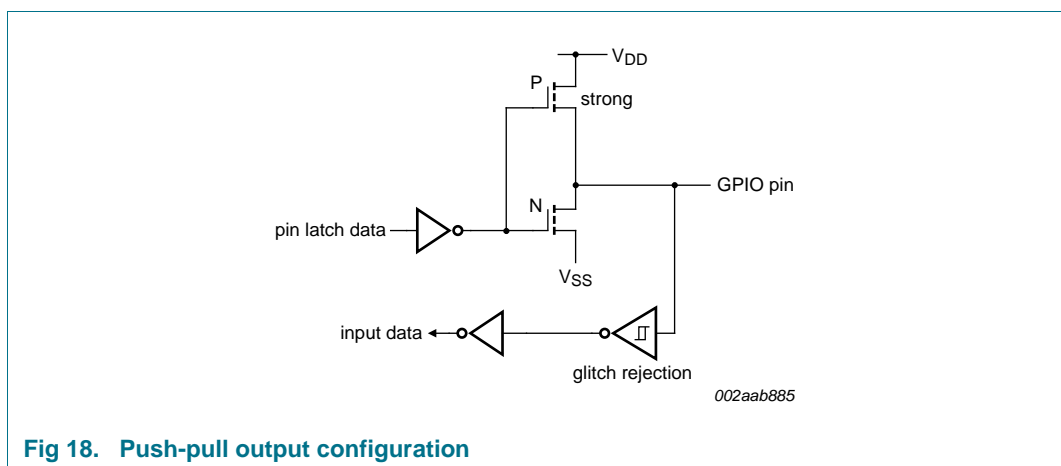 VDD
P
strong
GPIO pin
N
pin latch data
VSS
input data
glitch rejection
002aab885
Fig 18. Push-pull output configuration